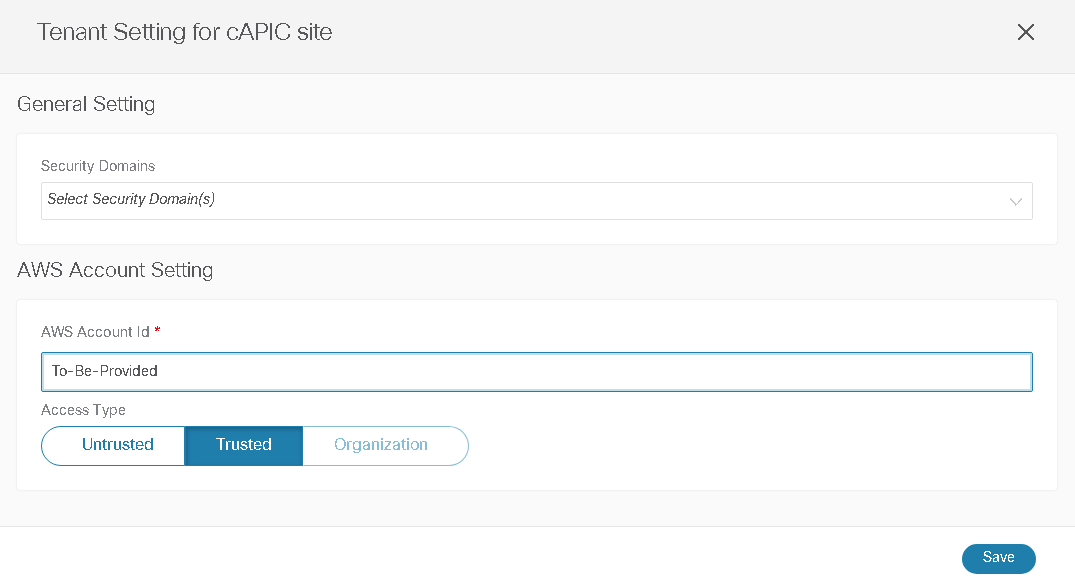 Tenant Setting for cAPIC site
General Setting
Security Domains
Select Security Domain(s)
AWS Account Setting
AWS Account Id *
To-Be-Provided
Access Type
Untrusted Trusted Organization
Save